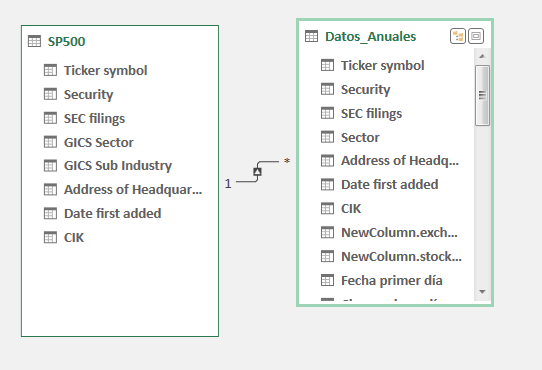 SP500
Ticker symbol
Security
SEC filings
GICS Sector
GICS Sub Industry
Address of Headquar...
Date first added
CIK
1
*
Datos_Anuales
Ticker symbol
Security
SEC filings
Sector
Address of Headq...
Date first added
CIK
NewColumn.exch...
NewColumn.stock...
Fecha primer día